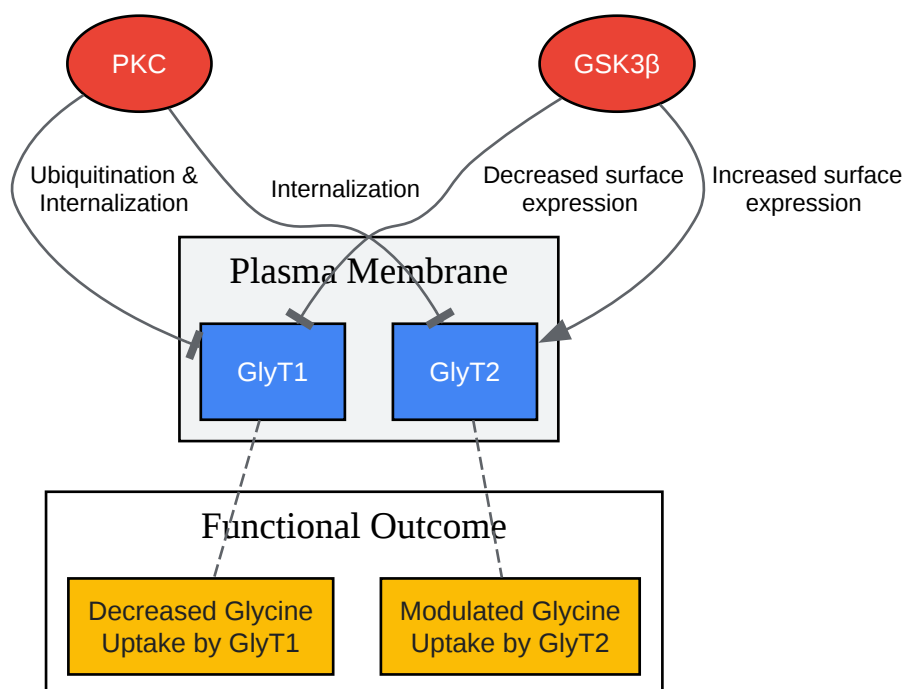 PKC
GSK3β
Ubiquitination &
Internalization
Internalization
Decreased surface
expression
Increased surface
expression
Plasma Membrane
GlyT1
GlyT2
Functional Outcome
Decreased Glycine
Uptake by GlyT1
Modulated Glycine
Uptake by GlyT2